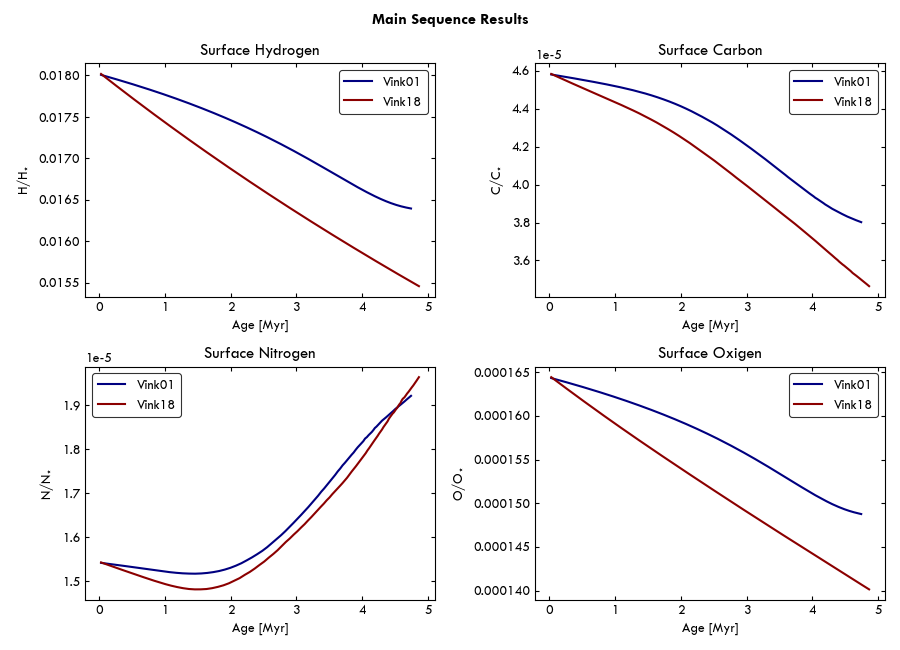 Main Sequence Results
Surface Hydrogen
H/H*
0.0180
0.0175
0.0170
0.0165
0.0160
0.0155
Vink01
Vink18
0 1 2 3 4 5
Age [Myr]
Surface Carbon
1e-5
C/C*
4.6
4.4
4.2
4.0
3.8
3.6
Vink01
Vink18
0 1 2 3 4 5
Age [Myr]
Surface Nitrogen
1e-5
N/N*
1.9
1.8
1.7
1.6
1.5
Vink01
Vink18
0 1 2 3 4 5
Age [Myr]
Surface Oxigen
O/O*
0.000165
0.000160
0.000155
0.000150
0.000145
0.000140
Vink01
Vink18
0 1 2 3 4 5
Age [Myr]